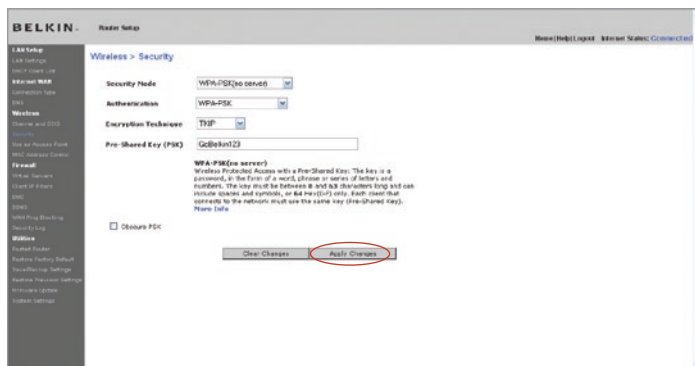 BELKIN
Router Setup
Home|Help|Logout Internet Status: Connected
LAN Setup
LAN Settings
DHCP Client List
Internet WAN
Connection Type
DNS
Wireless
Channel and SSID
Security
Use as Access Point
MAC Address Control
Firewall
Virtual Servers
Client IP Filters
DMZ
DDNS
WAN Ping Blocking
Security Log
Utilities
Restart Router
Restore Factory Default
Save/Backup Settings
Restore Previous Settings
Firmware Update
System Settings
Wireless > Security
Security Mode WPA-PSK(no server)
Authentication WPA-PSK
Encryption Technique TKIP
Pre-Shared Key (PSK) GoBelkin123
WPA-PSK(no server)
Wireless Protected Access with a Pre-Shared Key: The key is a
password, in the form of a word, phrase or series of letters and
numbers. The key must be between 8 and 63 characters long and can
include spaces and symbols, or 64 Hex(0-F) only. Each client that
connects to the network must use the same key (Pre-Shared Key).
More Info
Obscure PSK
Clear Changes Apply Changes